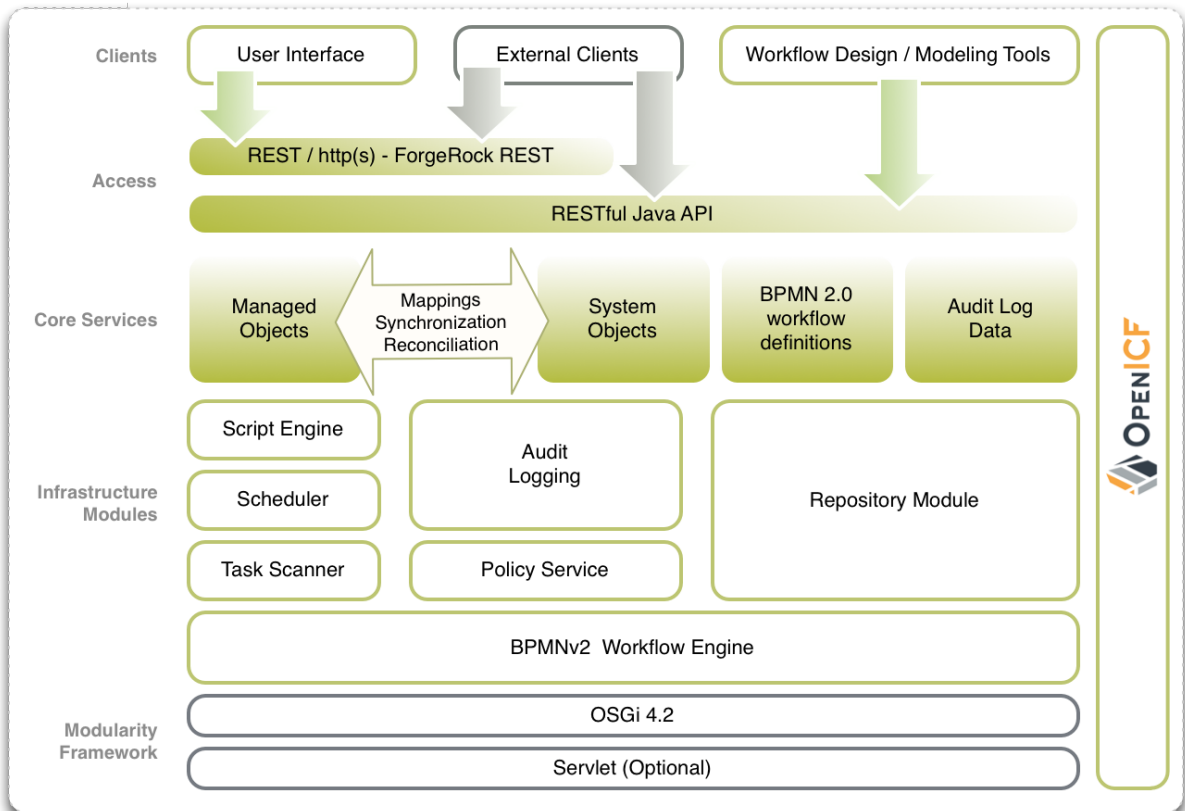 Clients
User Interface
External Clients
Workflow Design / Modeling Tools
REST / http(s) - ForgeRock REST
Access
RESTful Java API
Core Services
Managed
Objects
Mappings
Synchronization
Reconciliation
System
Objects
BPMN 2.0
workflow
definitions
Audit Log
Data
OPENICF
Infrastructure
Modules
Script Engine
Scheduler
Task Scanner
Audit
Logging
Policy Service
Repository Module
BPMNv2 Workflow Engine
Modularity
Framework
OSGi 4.2
Servlet (Optional)